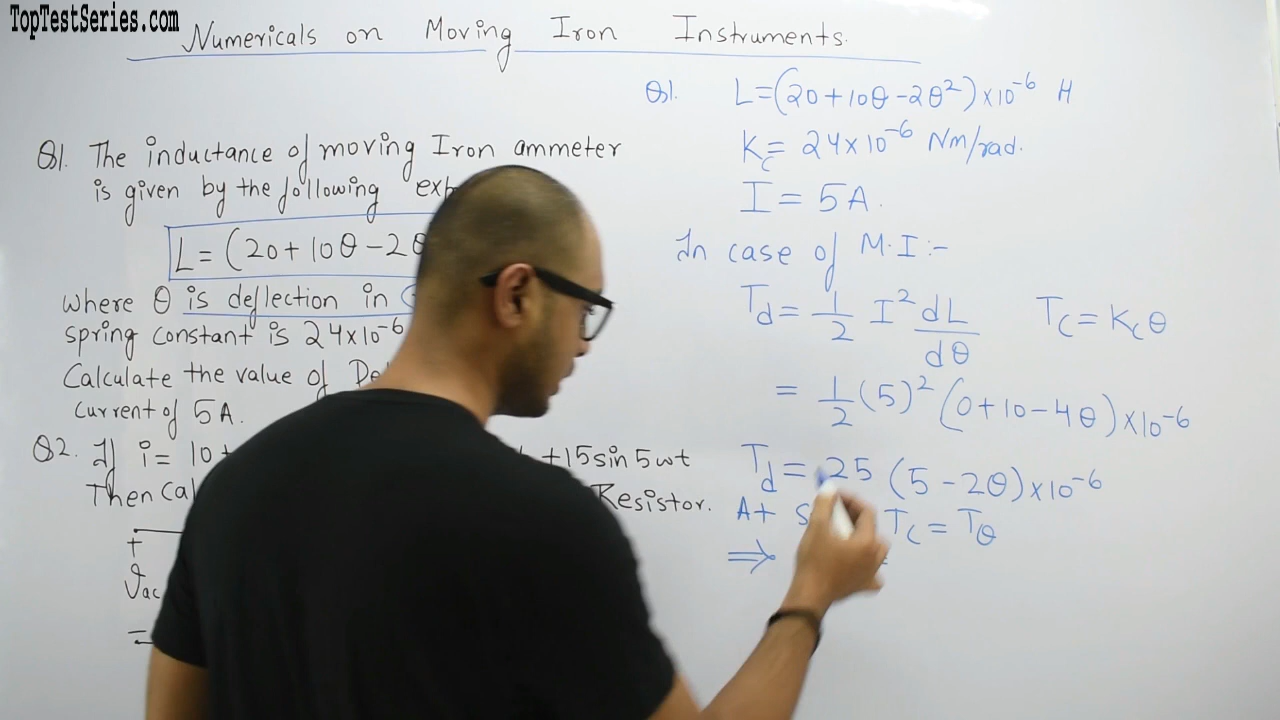 TopTestSeries.com
Numericals on Moving Iron Instruments.
Q1. The inductance of moving Iron ammeter
is given by the following
L = (20 + 10θ - 2θ
where θ is deflection in
spring constant is 24×10⁻⁶
Calculate the value of
current of 5A.
Q2. If i = 10 + 15 sin 5wt
Then Resistor.
+
ϑac
-
Q1. L = (20 + 10θ - 2θ²) × 10⁻⁶ H
Kc = 24×10⁻⁶ Nm/rad.
I = 5A.
In case of M.I :-
Td = 1/2 I² dL/dθ Tc = Kcθ
= 1/2 (5)² (0 + 10 - 4θ) × 10⁻⁶
Td = 25 (5 - 2θ) × 10⁻⁶
At Tc = Tθ
⇒ =